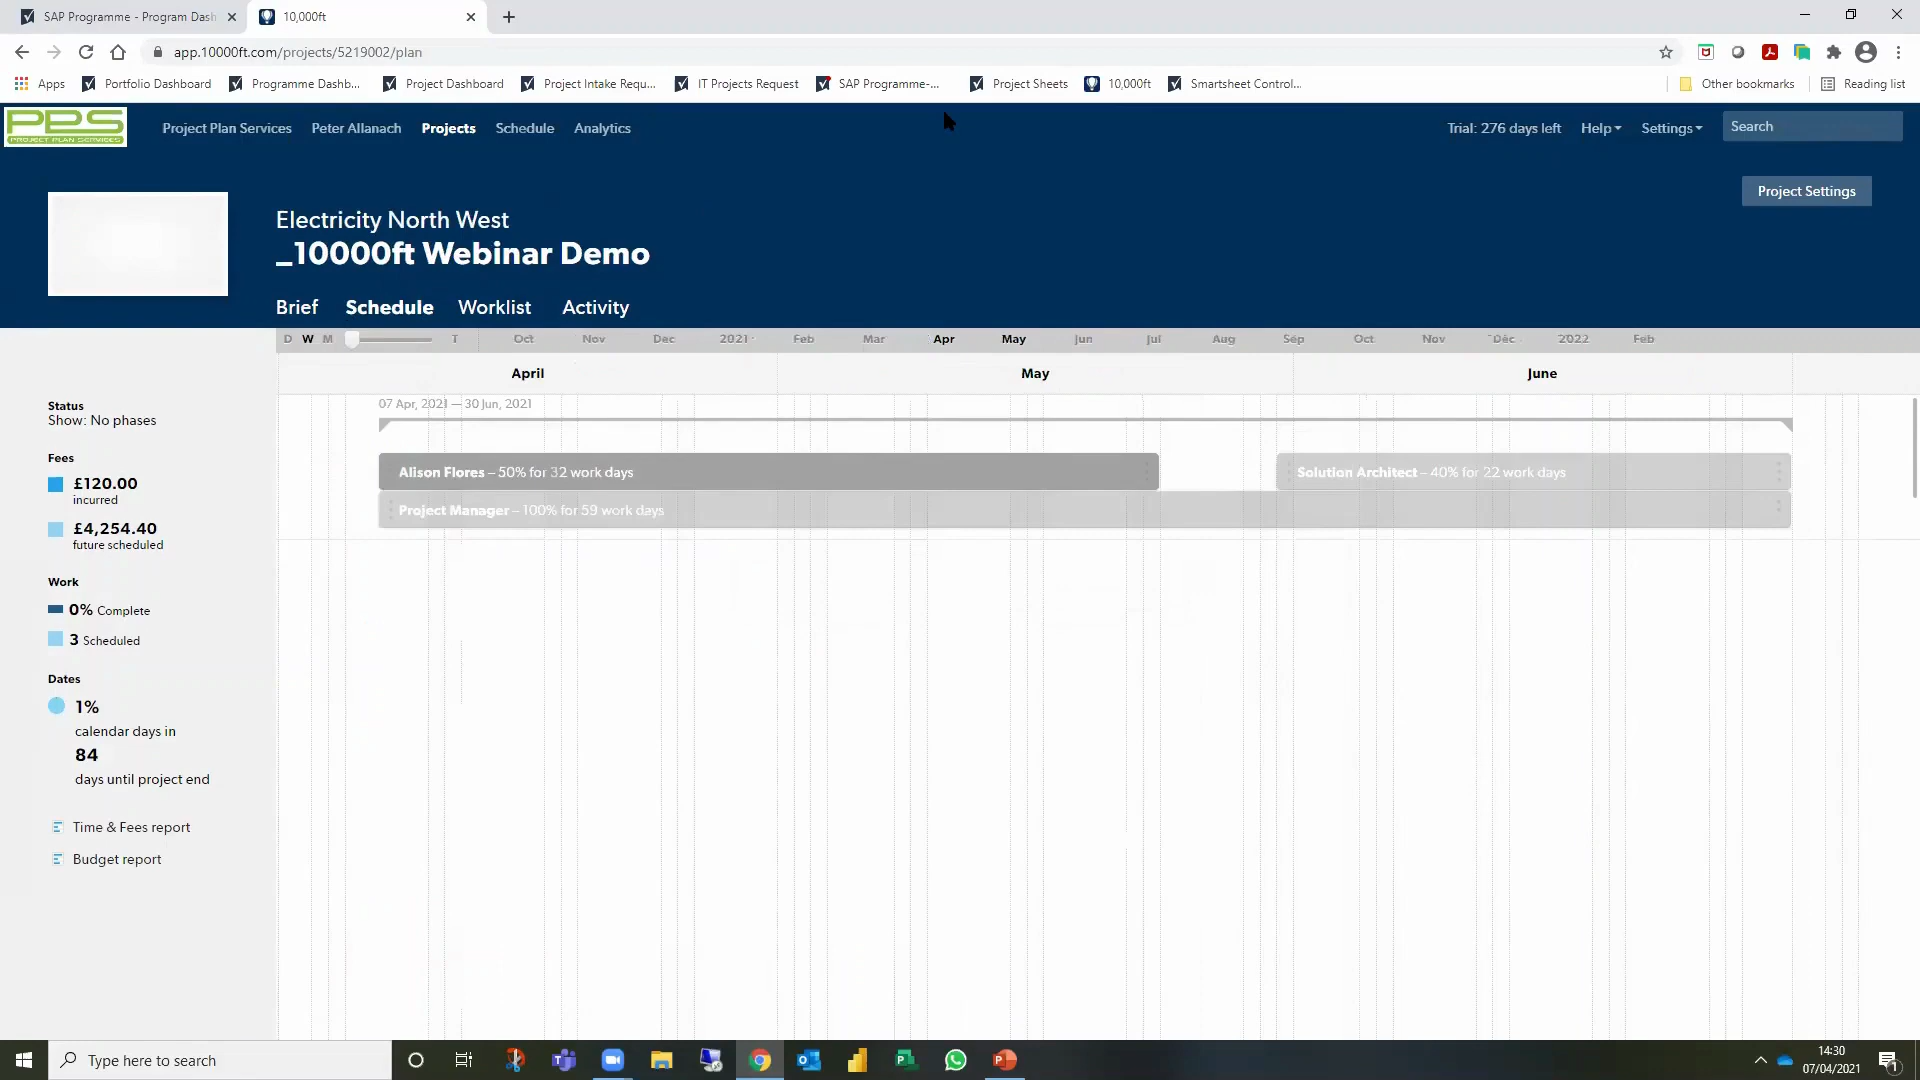 SAP Programme - Program Dash
10,000ft
app.10000ft.com/projects/5219002/plan
Apps
Portfolio Dashboard
Programme Dashb...
Project Dashboard
Project Intake Requ...
IT Projects Request
SAP Programme-...
Project Sheets
10,000ft
Smartsheet Control...
Other bookmarks
Reading list
PPS
PROJECT PLAN SERVICES
Project Plan Services
Peter Allanach
Projects
Schedule
Analytics
Trial: 276 days left
Help
Settings
Search
Project Settings
Electricity North West
_10000ft Webinar Demo
Brief
Schedule
Worklist
Activity
D W M
T
Oct
Nov
Dec
2021
Feb
Mar
Apr
May
Jun
Jul
Aug
Sep
Oct
Nov
Dec
2022
Feb
April
May
June
07 Apr, 2021 — 30 Jun, 2021
Status
Show: No phases
Fees
£120.00
incurred
£4,254.40
future scheduled
Work
0% Complete
3 Scheduled
Dates
1%
calendar days in
84
days until project end
Time & Fees report
Budget report
Alison Flores – 50% for 32 work days
Solution Architect – 40% for 22 work days
Project Manager – 100% for 59 work days
Type here to search
14:30
07/04/2021
1